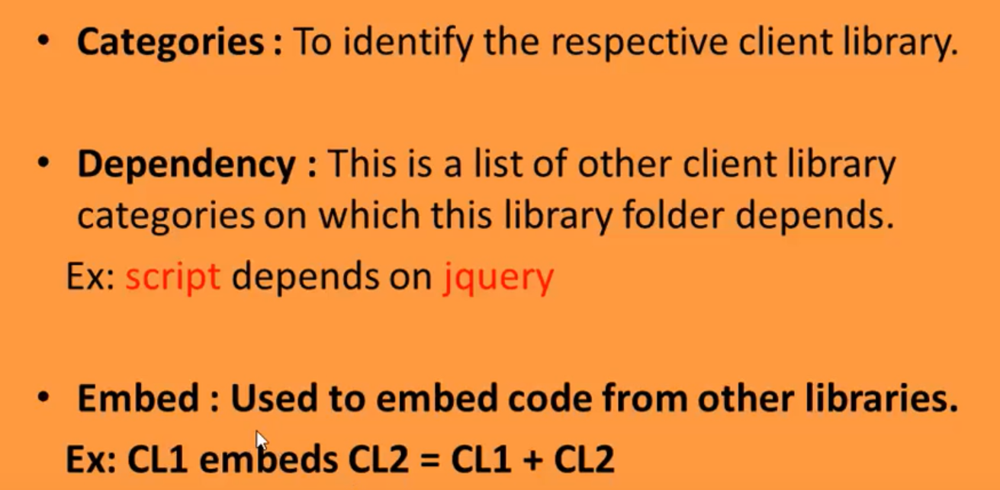 • Categories : To identify the respective client library.
• Dependency : This is a list of other client library
categories on which this library folder depends.
Ex: script depends on jquery
• Embed : Used to embed code from other libraries.
Ex: CL1 embeds CL2 = CL1 + CL2